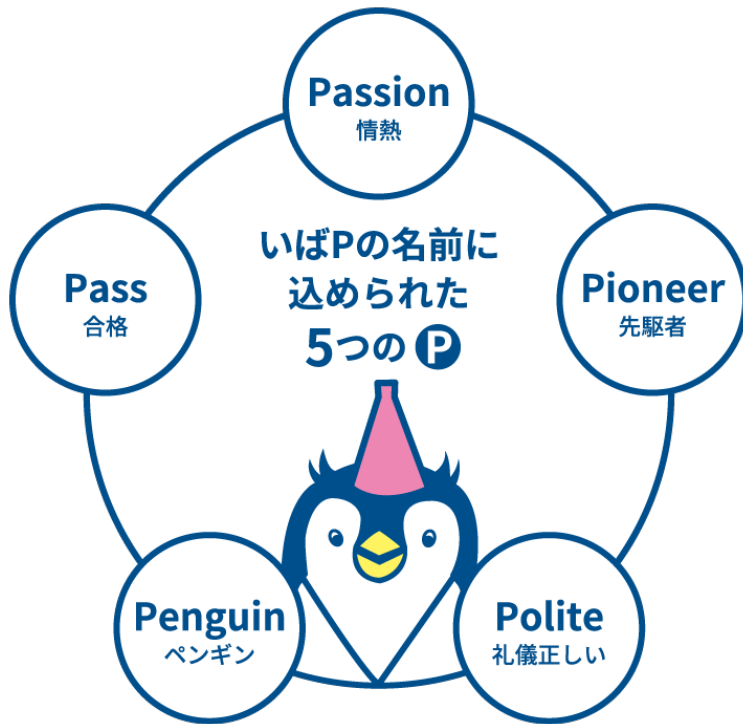 Passion
情熱
Pioneer
先駆者
Polite
礼儀正しい
Penguin
ペンギン
Pass
合格
いばPの名前に
込められた
5つの P